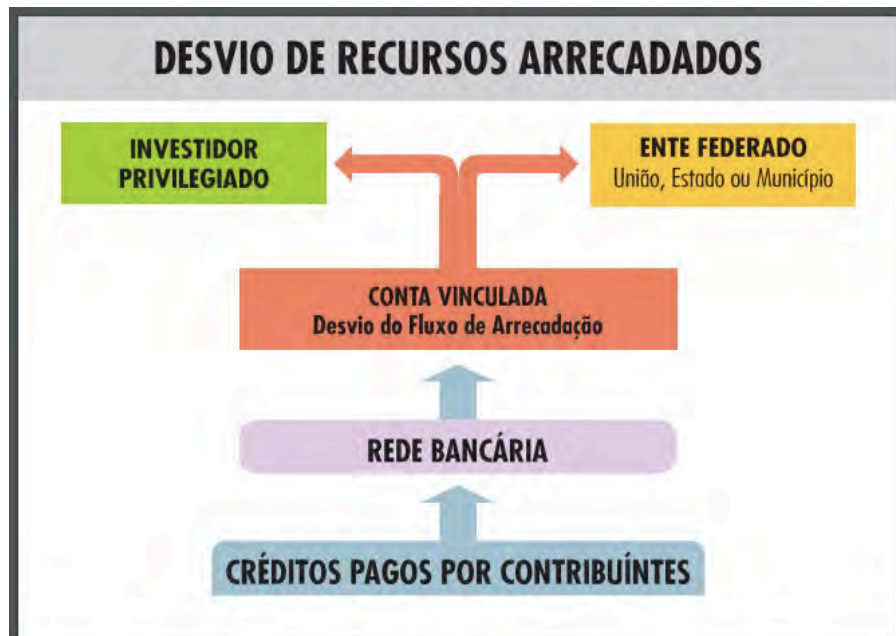 DESVIO DE RECURSOS ARRECADADOS
INVESTIDOR
PRIVILEGIADO
ENTE FEDERADO
União, Estado ou Município
CONTA VINCULADA
Desvio do Fluxo de Arrecadação
REDE BANCÁRIA
CRÉDITOS PAGOS POR CONTRIBUÍNTES